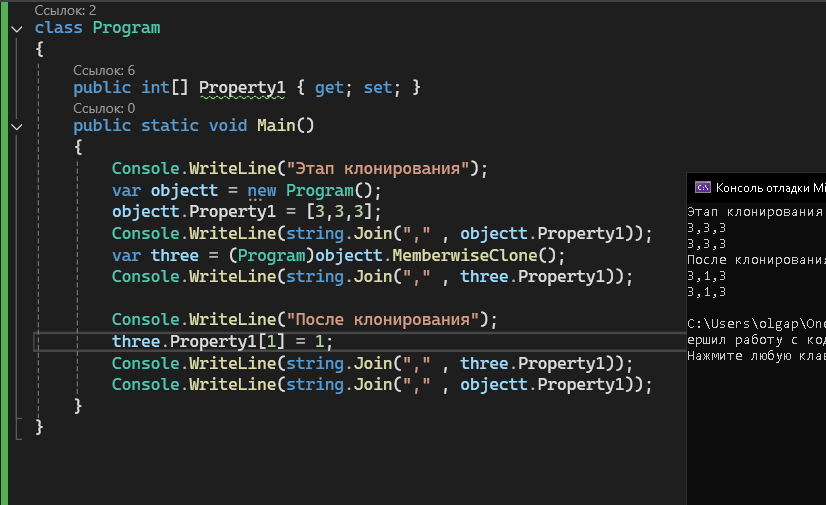 Ссылок: 2
class Program
{
Ссылок: 6
public int[] Property1 { get; set; }
Ссылок: 0
public static void Main()
{
Console.WriteLine("Этап клонирования");
var objectt = new Program();
objectt.Property1 = [3,3,3];
Console.WriteLine(string.Join("," , objectt.Property1));
var three = (Program)objectt.MemberwiseClone();
Console.WriteLine(string.Join("," , three.Property1));
Console.WriteLine("После клонирования");
three.Property1[1] = 1;
Console.WriteLine(string.Join("," , three.Property1));
Console.WriteLine(string.Join("," , objectt.Property1));
}
}
Консоль отладки Mi
Этап клонирования
3,3,3
3,3,3
После клонирования
3,1,3
3,1,3
C:\Users\olgap\One
ершил работу с код
Нажмите любую клав